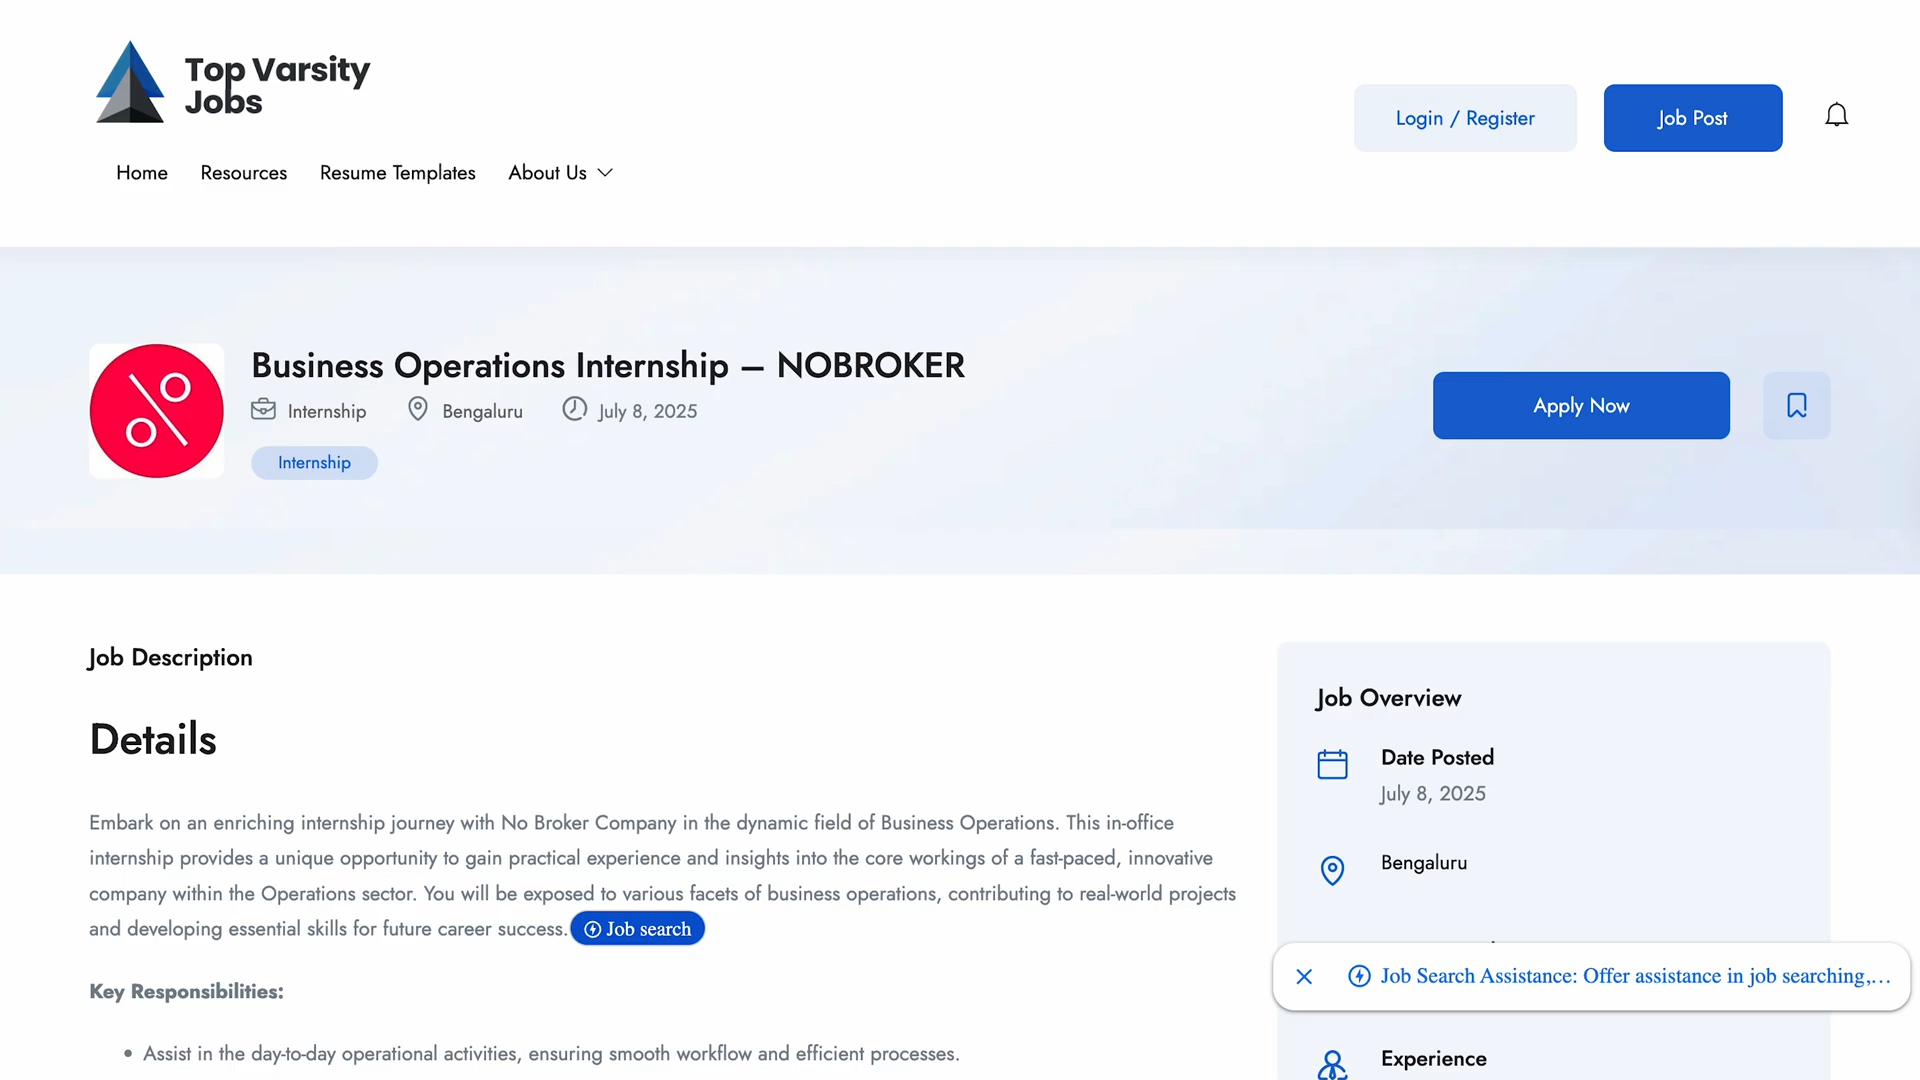 Top Varsity
Jobs
Login / Register
Job Post
Home
Resources
Resume Templates
About Us
Business Operations Internship – NOBROKER
Internship
Bengaluru
July 8, 2025
Internship
Apply Now
Job Description
Details
Embark on an enriching internship journey with No Broker Company in the dynamic field of Business Operations. This in-office
internship provides a unique opportunity to gain practical experience and insights into the core workings of a fast-paced, innovative
company within the Operations sector. You will be exposed to various facets of business operations, contributing to real-world projects
and developing essential skills for future career success.
Job search
Key Responsibilities:
• Assist in the day-to-day operational activities, ensuring smooth workflow and efficient processes.
Job Overview
Date Posted
July 8, 2025
Bengaluru
Job Search Assistance: Offer assistance in job searching,...
Experience